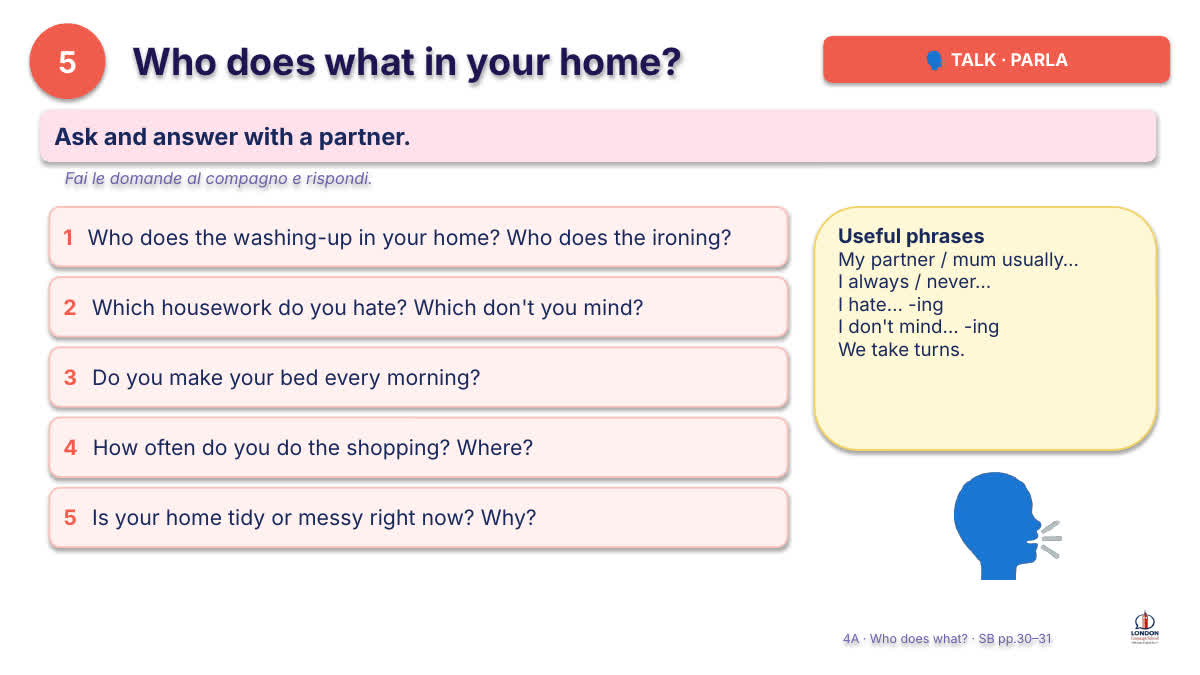 5
Who does what in your home?
🗣 TALK · PARLA
Ask and answer with a partner.
Fai le domande al compagno e rispondi.
1 Who does the washing-up in your home? Who does the ironing?
2 Which housework do you hate? Which don't you mind?
3 Do you make your bed every morning?
4 How often do you do the shopping? Where?
5 Is your home tidy or messy right now? Why?
Useful phrases
My partner / mum usually...
I always / never...
I hate... -ing
I don't mind... -ing
We take turns.
4A · Who does what? · SB pp.30–31
LONDON